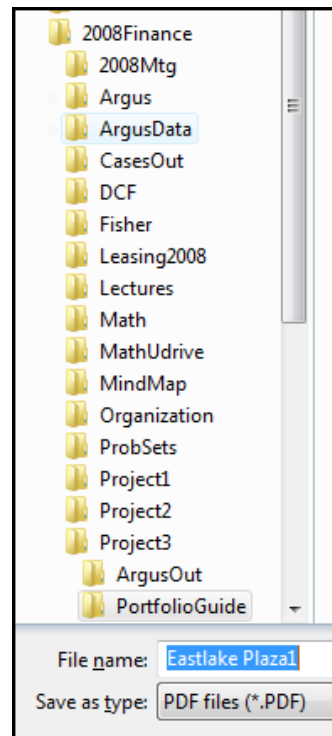 2008Finance
2008Mtg
Argus
ArgusData
CasesOut
DCF
Fisher
Leasing2008
Lectures
Math
MathUdrive
MindMap
Organization
ProbSets
Project1
Project2
Project3
ArgusOut
PortfolioGuide
File name: Eastlake Plaza1
Save as type: PDF files (*.PDF)